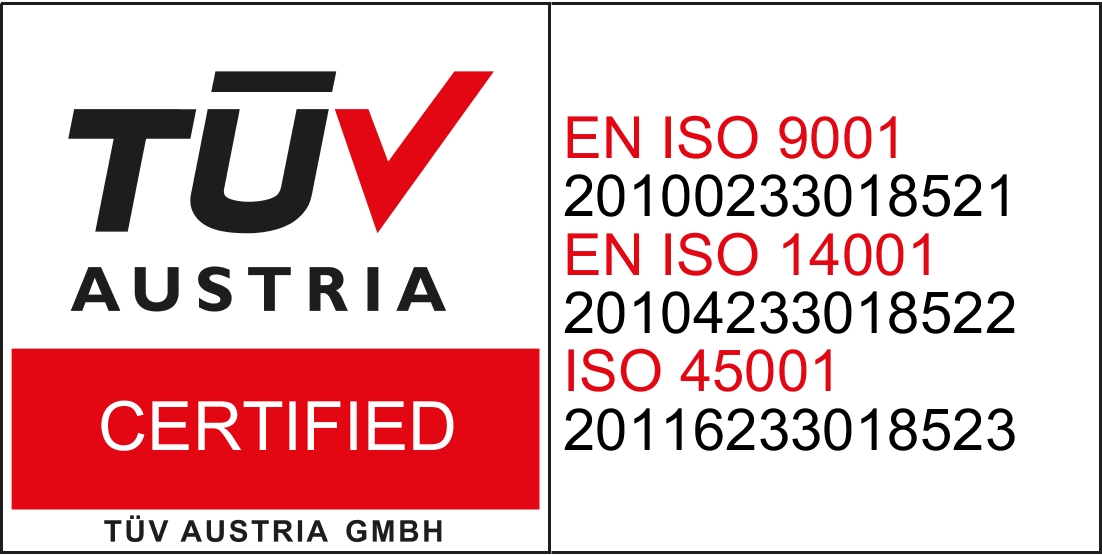 TÜV
AUSTRIA
CERTIFIED
TÜV AUSTRIA GMBH
EN ISO 9001
20100233018521
EN ISO 14001
20104233018522
ISO 45001
20116233018523